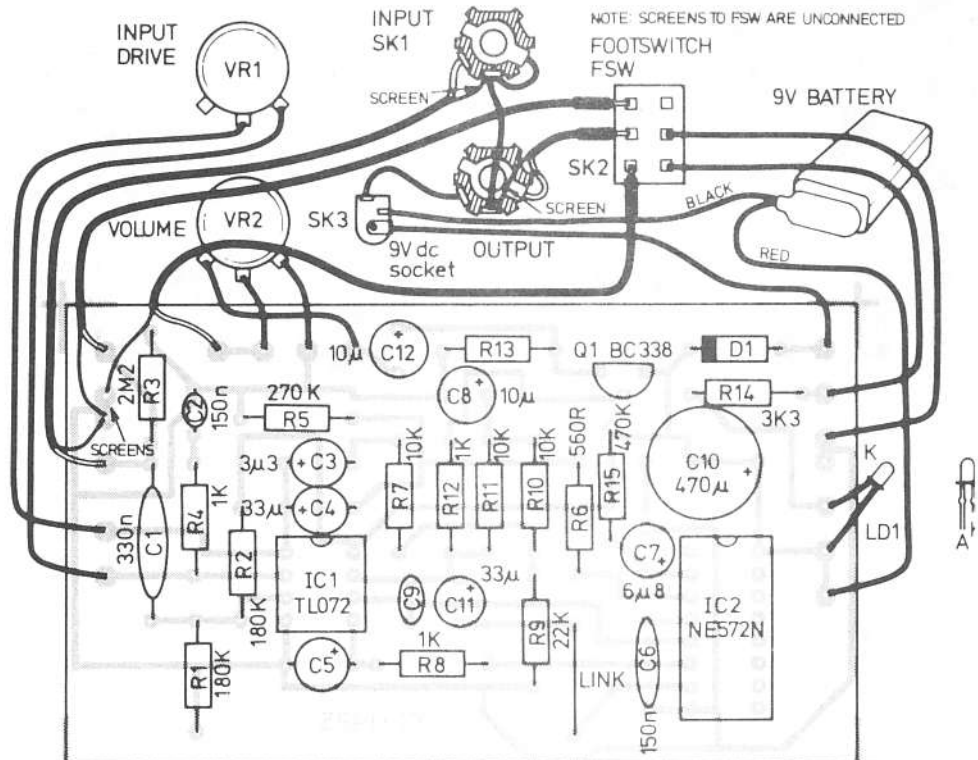 INPUT
SK1
NOTE: SCREENS TO FSW ARE UNCONNECTED
INPUT
DRIVE
VR1
FOOTSWITCH
FSW
SCREEN
9V BATTERY
SK2
VOLUME
VR2
SK3
SCREEN
BLACK
9V dc
socket
OUTPUT
RED
10µ
C12
R13
Q1 BC338
D1
2M2
R3
C2
150n
270K
R5
C8
10µ
R14
3K3
SCREENS
3µ3
C3
10K
R7
1K
R12
10K
R11
10K
R10
560R
R6
470K
R15
C10
470µ
K
LD1
A
330n
C1
R4
1K
33µ
C4
R2
180K
IC1
TL072
C9
33µ
C11
C7
6µ8
IC2
NE572N
R9
22K
R1
180K
C5
1K
R8
LINK
C6
150n